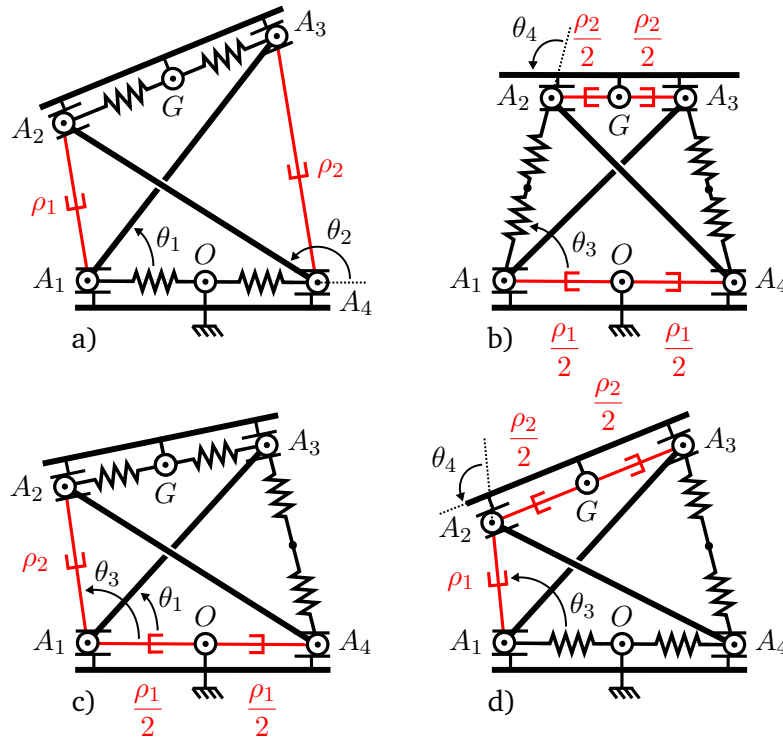 A₃
A₂
G
ρ₁
ρ₂
θ₁
θ₂
A₁
O
A₄
a)
θ₄
ρ₂/2
ρ₂/2
A₂
A₃
G
θ₃
A₁
O
A₄
ρ₁/2
ρ₁/2
b)
A₃
A₂
G
ρ₂
θ₃
θ₁
A₁
O
A₄
c)
ρ₁/2
ρ₁/2
ρ₂/2
ρ₂/2
θ₄
A₃
A₂
G
ρ₁
θ₃
A₁
O
A₄
d)